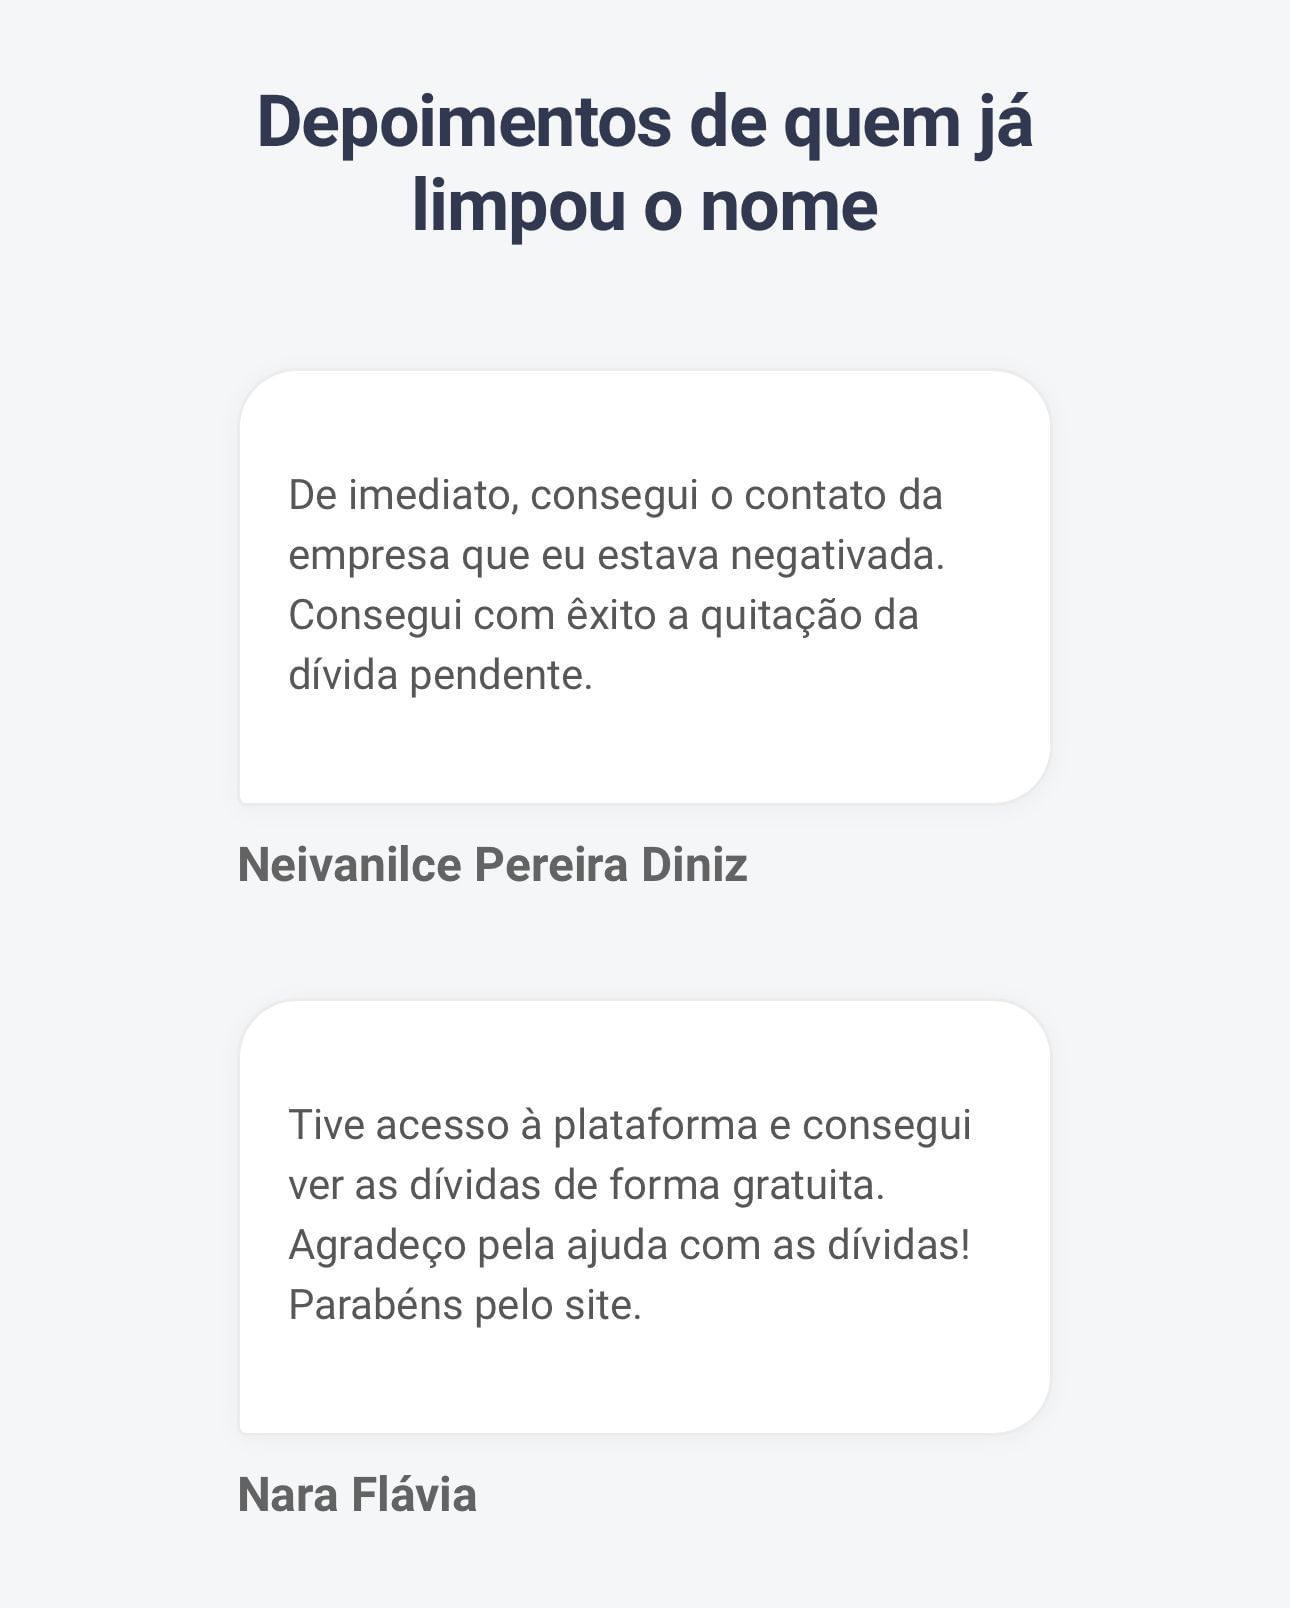 Depoimentos de quem já
limpou o nome
De imediato, consegui o contato da
empresa que eu estava negativada.
Consegui com êxito a quitação da
dívida pendente.
Neivanilce Pereira Diniz
Tive acesso à plataforma e consegui
ver as dívidas de forma gratuita.
Agradeço pela ajuda com as dívidas!
Parabéns pelo site.
Nara Flávia